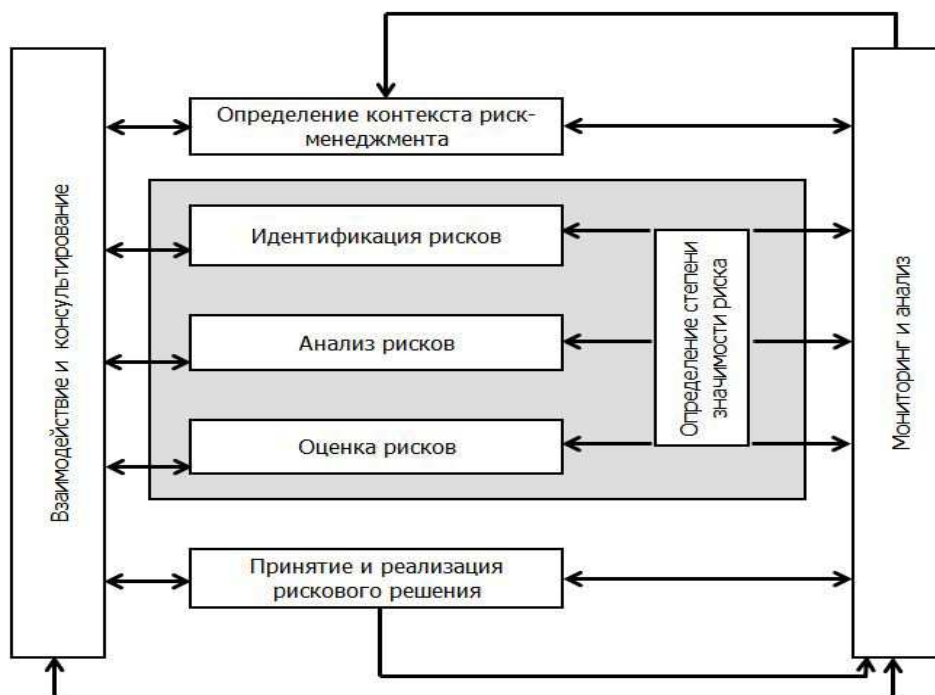 Взаимодействие и консультирование
Определение контекста риск-
менеджмента
Идентификация рисков
Анализ рисков
Оценка рисков
Определение степени
значимости риска
Принятие и реализация
рискового решения
Мониторинг и анализ